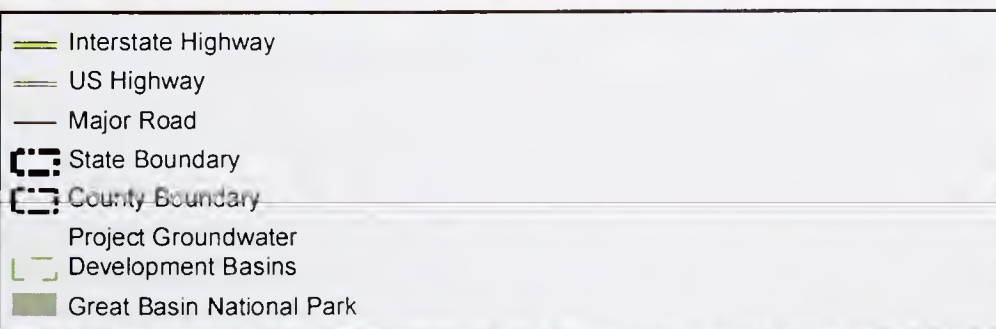 Interstate Highway
US Highway
Major Road
State Boundary
County Boundary
Project Groundwater
Development Basins
Great Basin National Park